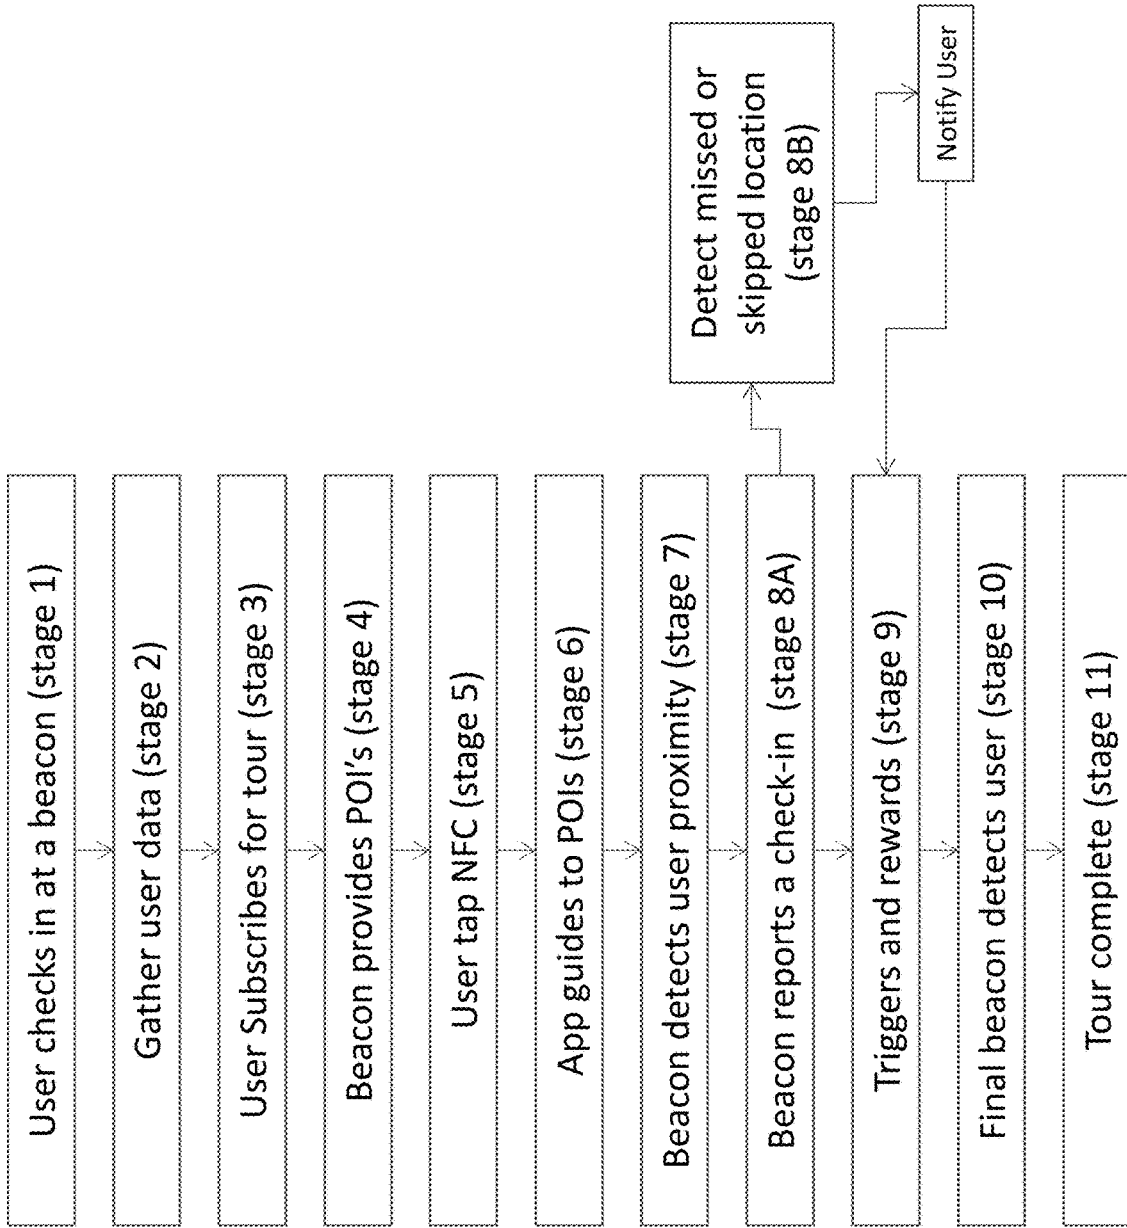 User checks in at a beacon (stage 1)
Gather user data (stage 2)
User Subscribes for tour (stage 3)
Beacon provides POI's (stage 4)
User tap NFC (stage 5)
App guides to POIs (stage 6)
Beacon detects user proximity (stage 7)
Beacon reports a check-in (stage 8A)
Detect missed or
skipped location
(stage 8B)
Notify User
Triggers and rewards (stage 9)
Final beacon detects user (stage 10)
Tour complete (stage 11)